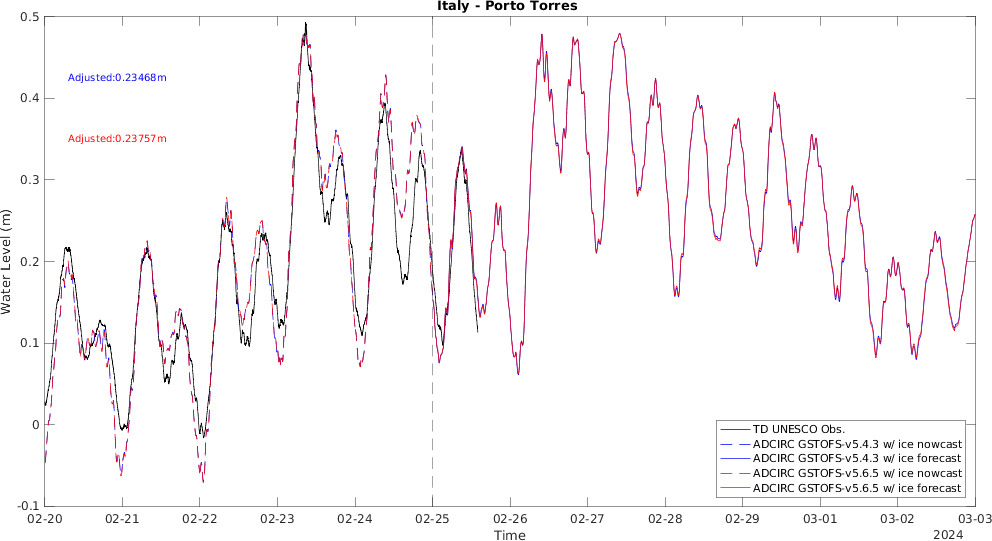 Italy - Porto Torres
0.5
0.4
0.3
0.2
0.1
0
-0.1
Water Level (m)
Adjusted:0.23468m
Adjusted:0.23757m
TD UNESCO Obs.
ADCIRC GSTOFS-v5.4.3 w/ ice nowcast
ADCIRC GSTOFS-v5.4.3 w/ ice forecast
ADCIRC GSTOFS-v5.6.5 w/ ice nowcast
ADCIRC GSTOFS-v5.6.5 w/ ice forecast
02-20 02-21 02-22 02-23 02-24 02-25 02-26 02-27 02-28 02-29 03-01 03-02 03-03
Time
2024